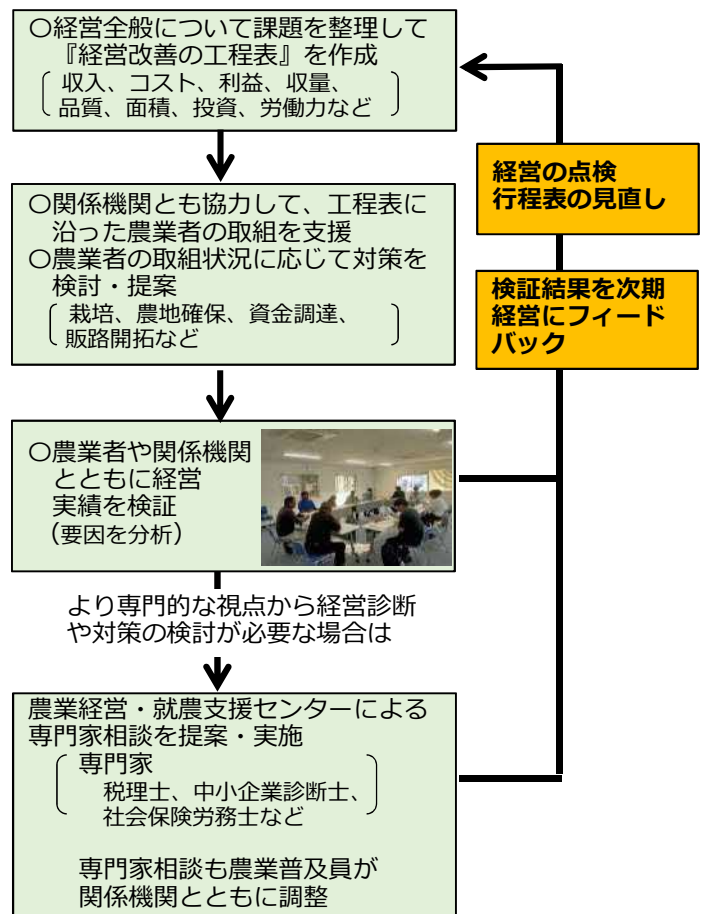 〇経営全般について課題を整理して
『経営改善の工程表』を作成
収入、コスト、利益、収量、
品質、面積、投資、労働力など
〇関係機関とも協力して、工程表に
沿った農業者の取組を支援
〇農業者の取組状況に応じて対策を
検討・提案
栽培、農地確保、資金調達、
販路開拓など
〇農業者や関係機関
とともに経営
実績を検証
(要因を分析)
より専門的な視点から経営診断
や対策の検討が必要な場合は
農業経営・就農支援センターによる
専門家相談を提案・実施
専門家
税理士、中小企業診断士、
社会保険労務士など
専門家相談も農業普及員が
関係機関とともに調整
経営の点検
行程表の見直し
検証結果を次期
経営にフィード
バック